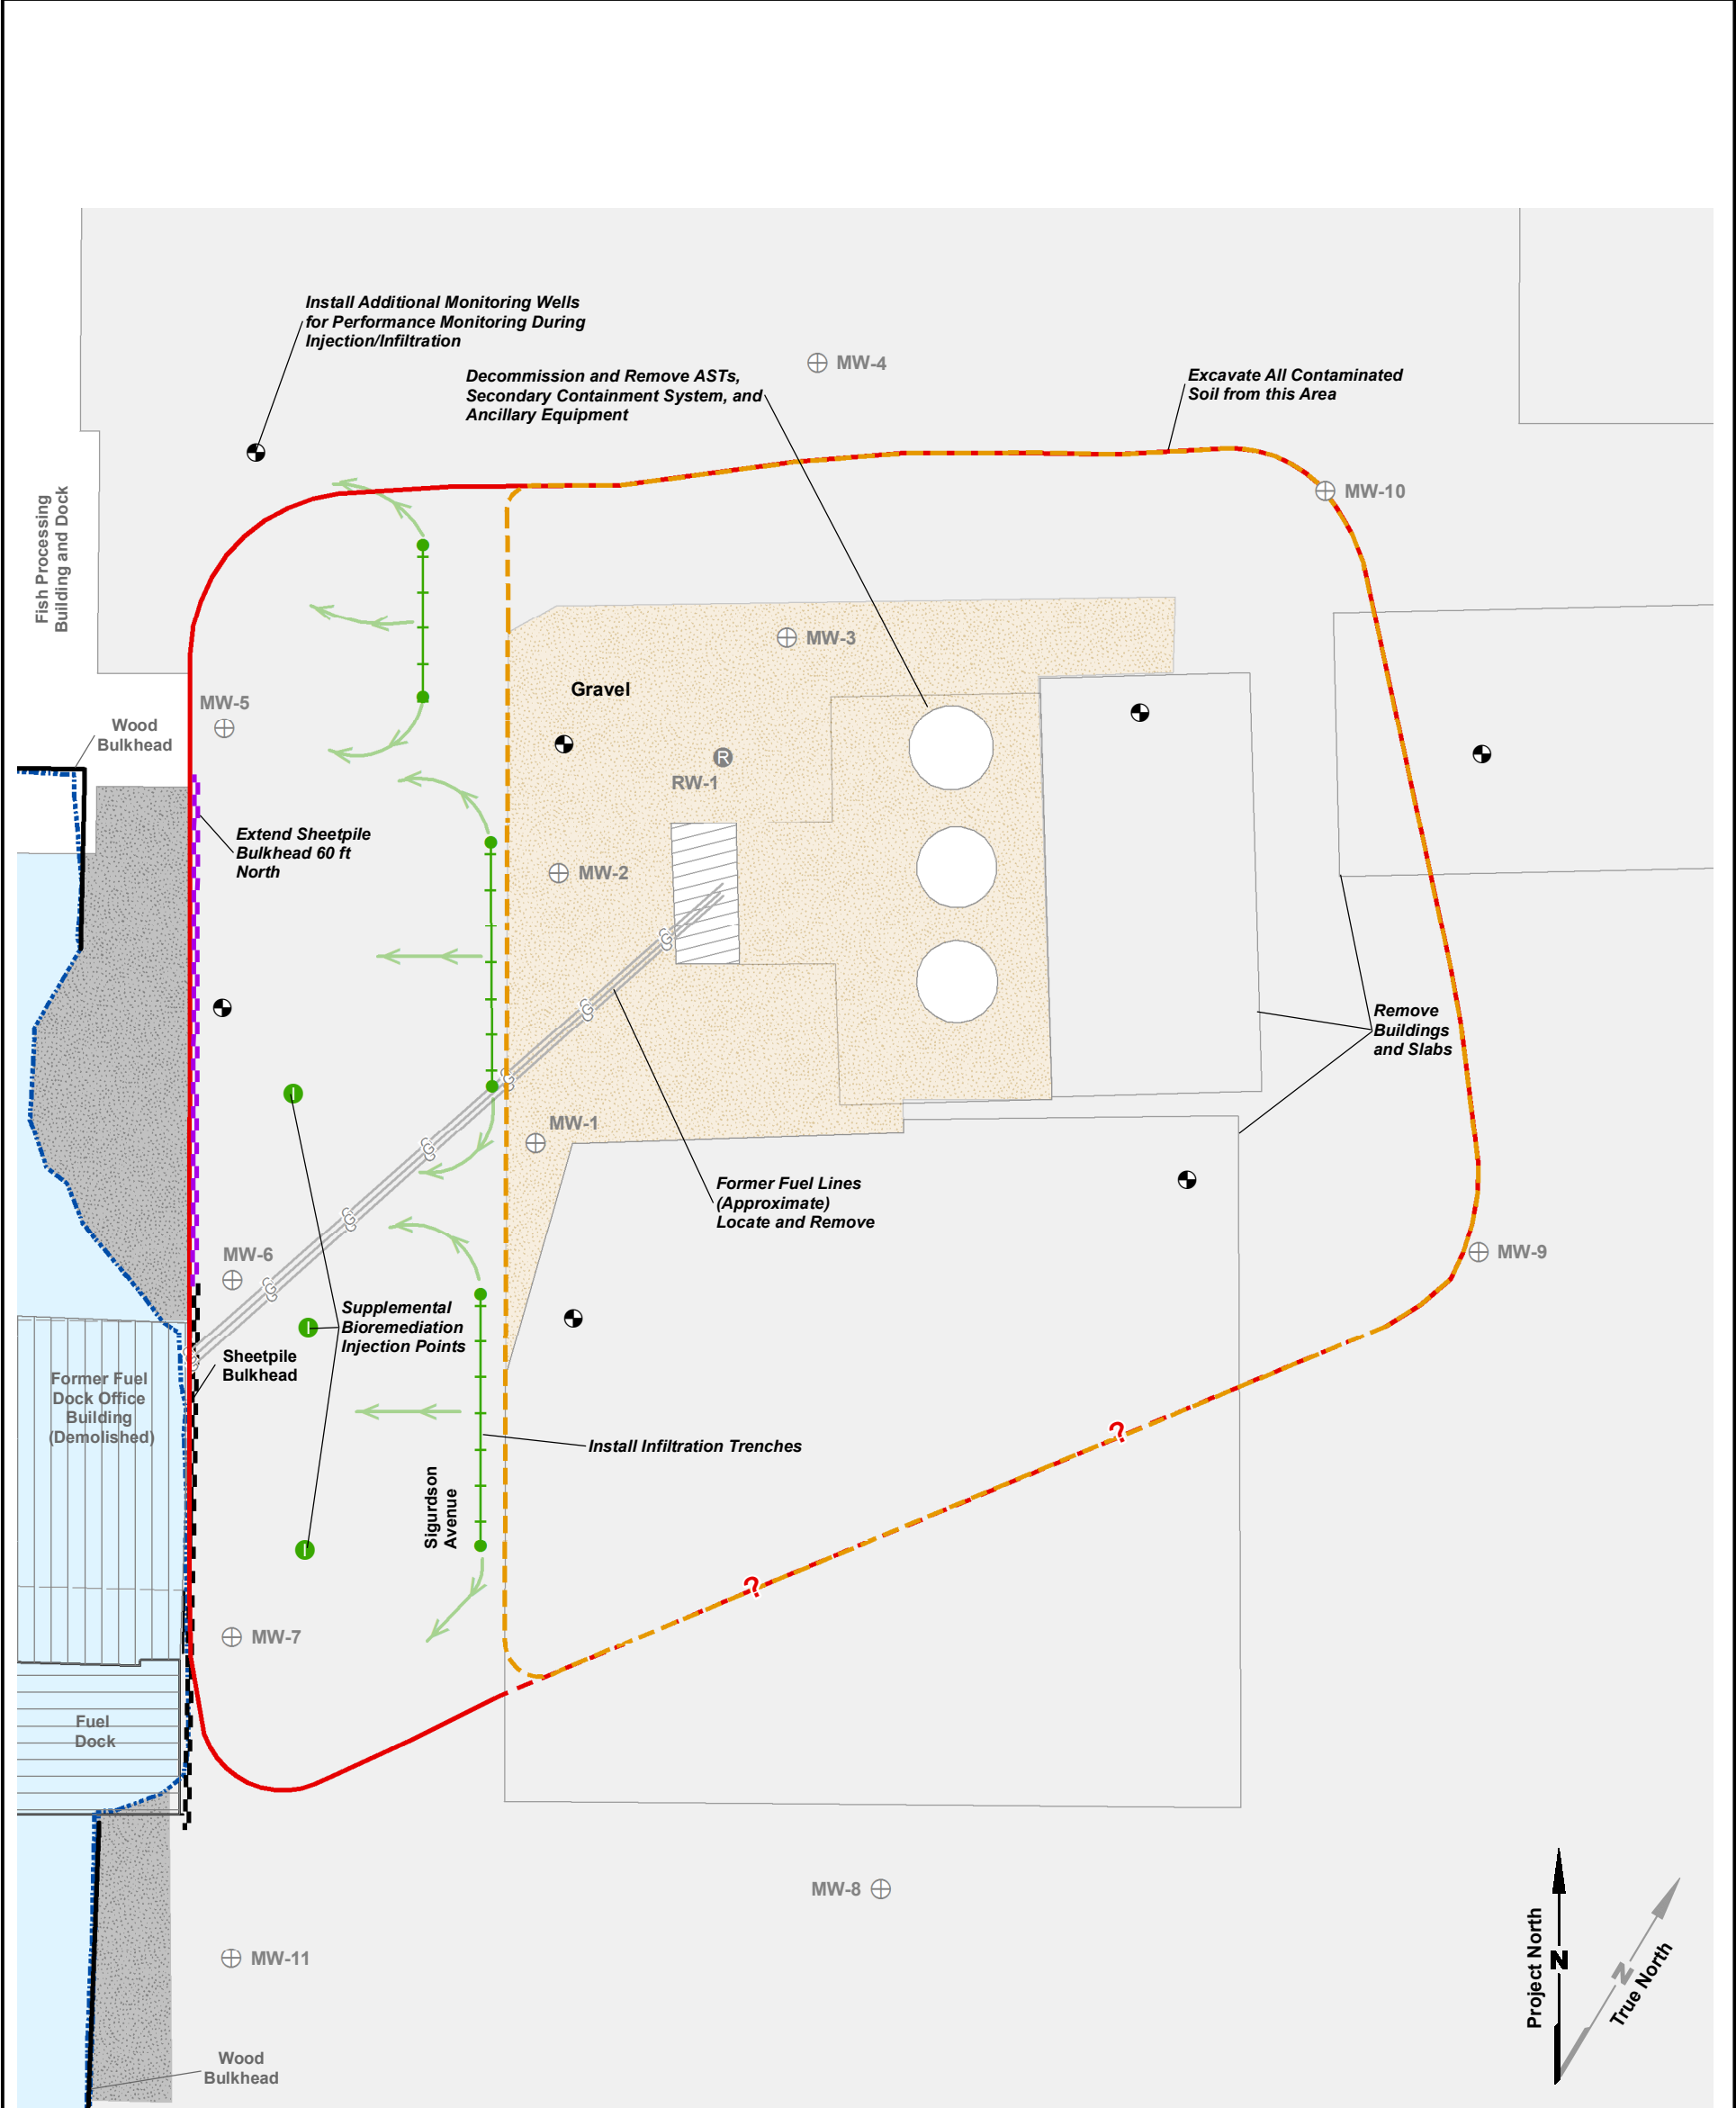 Install Additional Monitoring Wells
for Performance Monitoring During
Injection/Infiltration
MW-4
Decommission and Remove ASTs,
Secondary Containment System, and
Ancillary Equipment
Excavate All Contaminated
Soil from this Area
MW-10
Fish Processing
Building and Dock
MW-3
Gravel
MW-5
Wood
Bulkhead
R
RW-1
Extend Sheetpile
Bulkhead 60 ft
North
MW-2
G
G
G
G
G
G
G
G
G
G
G
G
Remove
Buildings
and Slabs
MW-1
Former Fuel Lines
(Approximate)
Locate and Remove
MW-6
MW-9
Supplemental
Bioremediation
Injection Points
I
I
I
Sheetpile
Bulkhead
Former Fuel
Dock Office
Building
(Demolished)
?
Install Infiltration Trenches
Sigurdson
Avenue
?
MW-7
Fuel
Dock
MW-8
MW-11
Project North
N
N
True North
Wood
Bulkhead